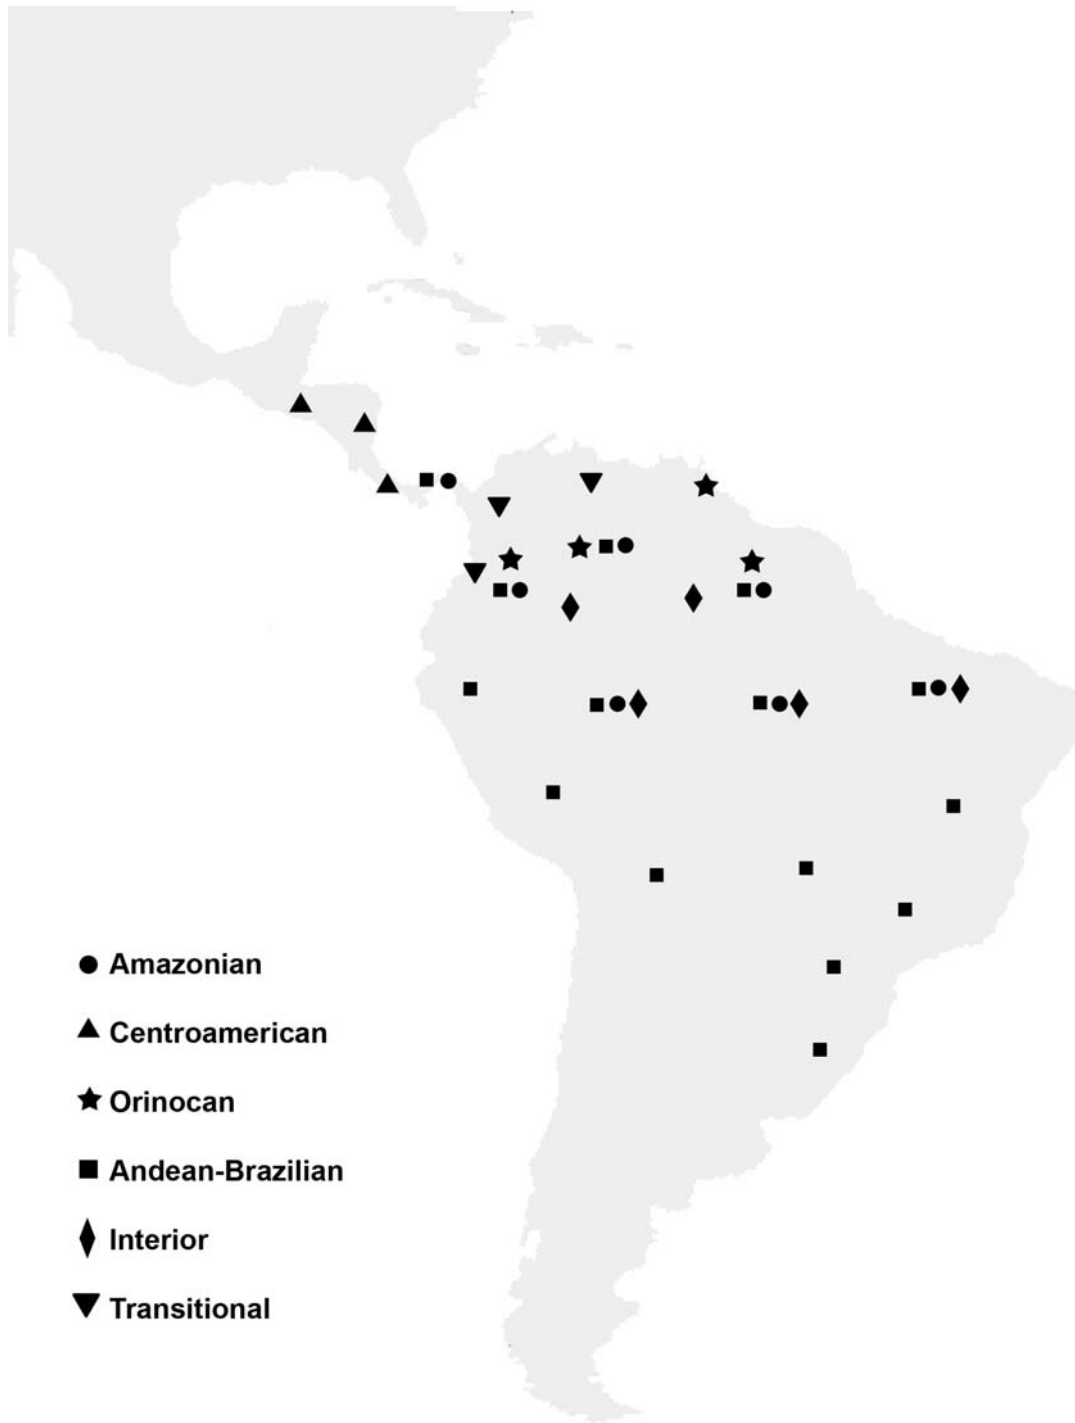 Amazonian
Centroamerican
Orinocan
Andean-Brazilian
Interior
Transitional